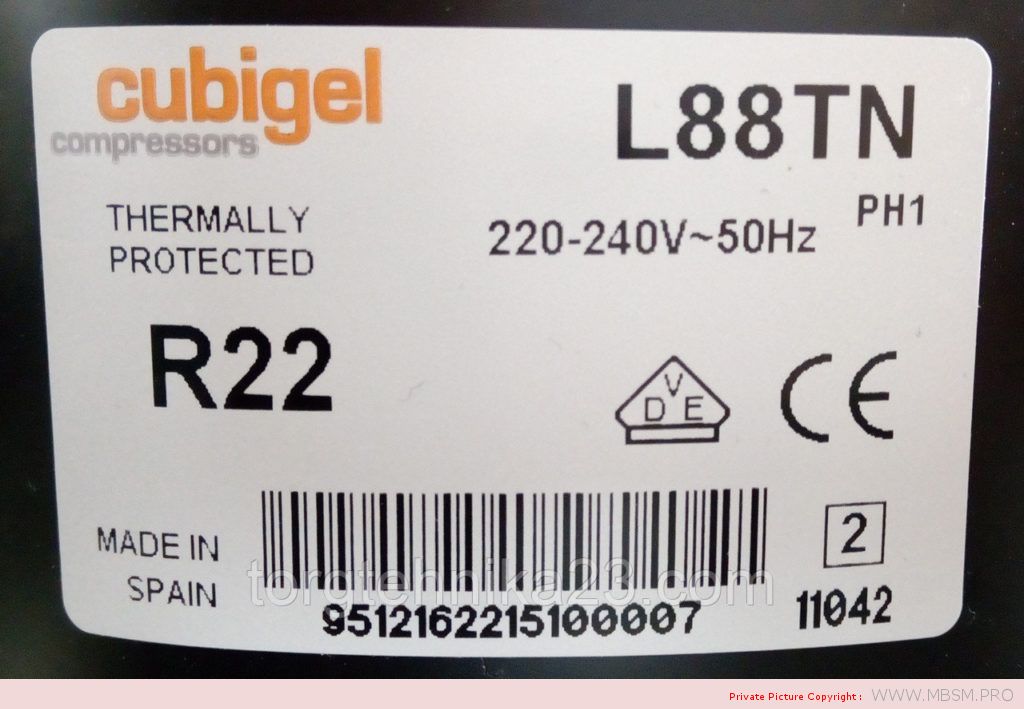 cubigel
compressors
L88TN
PH1
220-240V~50Hz
THERMALLY
PROTECTED
R22
VDE
CE
MADE IN
SPAIN
2
9512162215100007
11042
torgtehnika23.com
Private Picture Copyright : WWW.MBSM.PRO